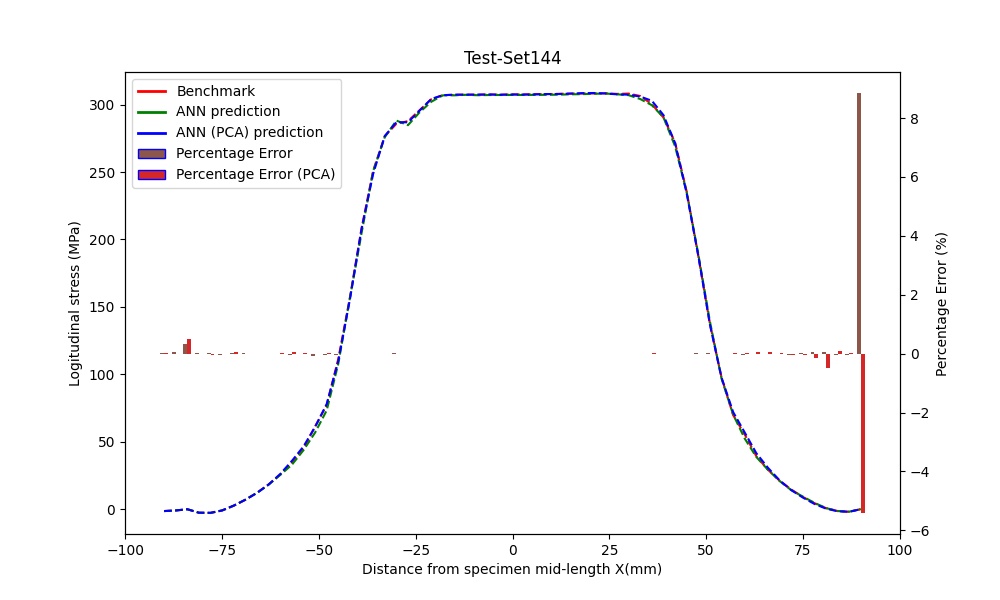 Test-Set144
Benchmark
ANN prediction
ANN (PCA) prediction
Percentage Error
Percentage Error (PCA)
300
250
200
150
100
50
0
Logitudinal stress (MPa)
8
6
4
2
0
−2
−4
−6
Percentage Error (%)
−100 −75 −50 −25 0 25 50 75 100
Distance from specimen mid-length X(mm)